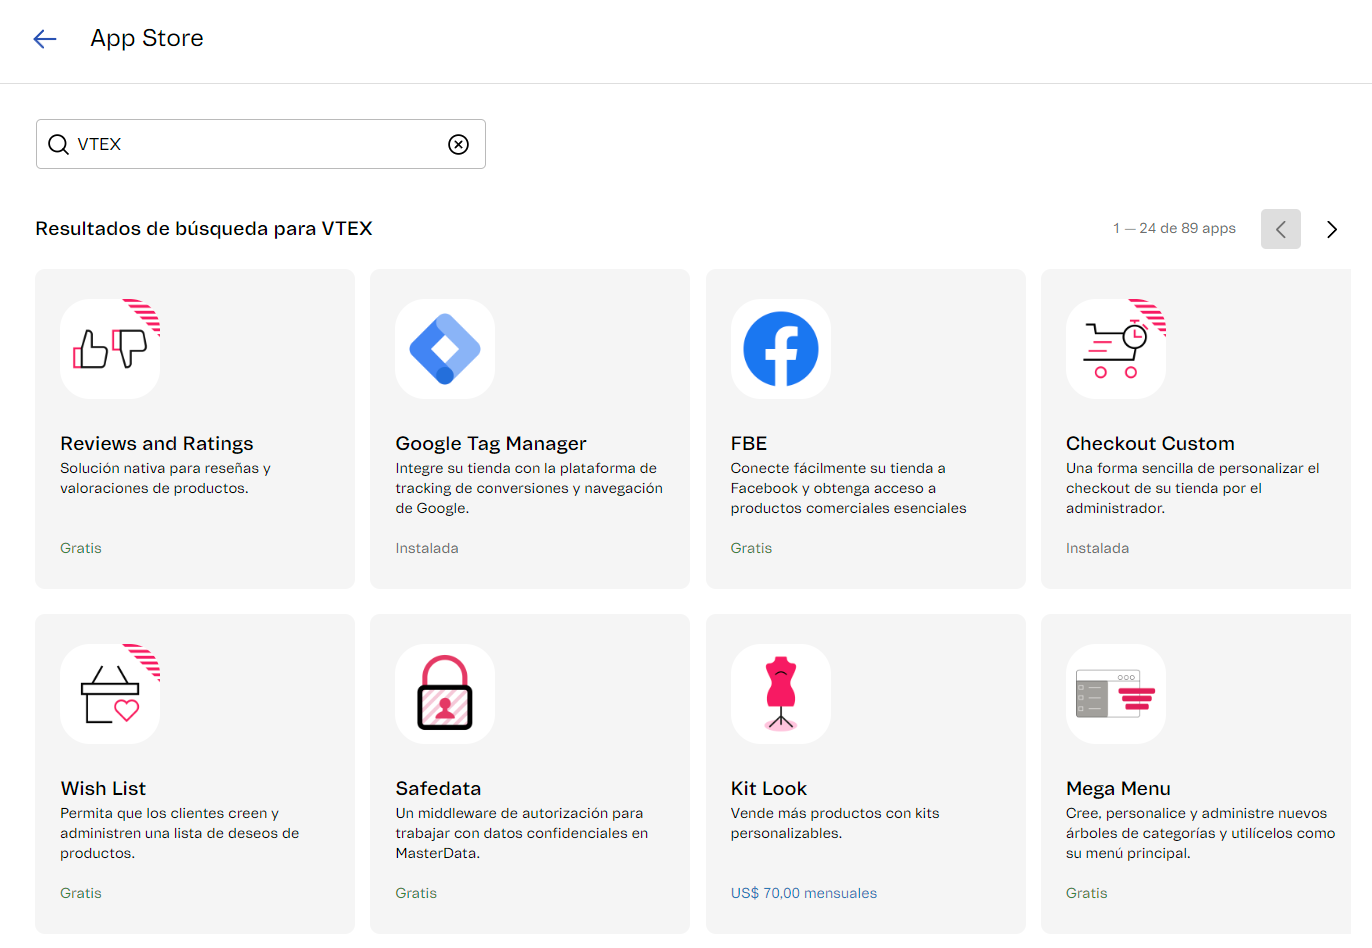 App Store
VTEX
Resultados de búsqueda para VTEX
1 — 24 de 89 apps
Reviews and Ratings
Solución nativa para reseñas y
valoraciones de productos.
Gratis
Google Tag Manager
Integre su tienda con la plataforma de
tracking de conversiones y navegación
de Google.
Instalada
FBE
Conecte fácilmente su tienda a
Facebook y obtenga acceso a
productos comerciales esenciales
Gratis
Checkout Custom
Una forma sencilla de personalizar el
checkout de su tienda por el
administrador.
Instalada
Wish List
Permita que los clientes creen y
administren una lista de deseos de
productos.
Gratis
Safedata
Un middleware de autorización para
trabajar con datos confidenciales en
MasterData.
Gratis
Kit Look
Vende más productos con kits
personalizables.
US$ 70,00 mensuales
Mega Menu
Cree, personalice y administre nuevos
árboles de categorías y utilícelos como
su menú principal.
Gratis